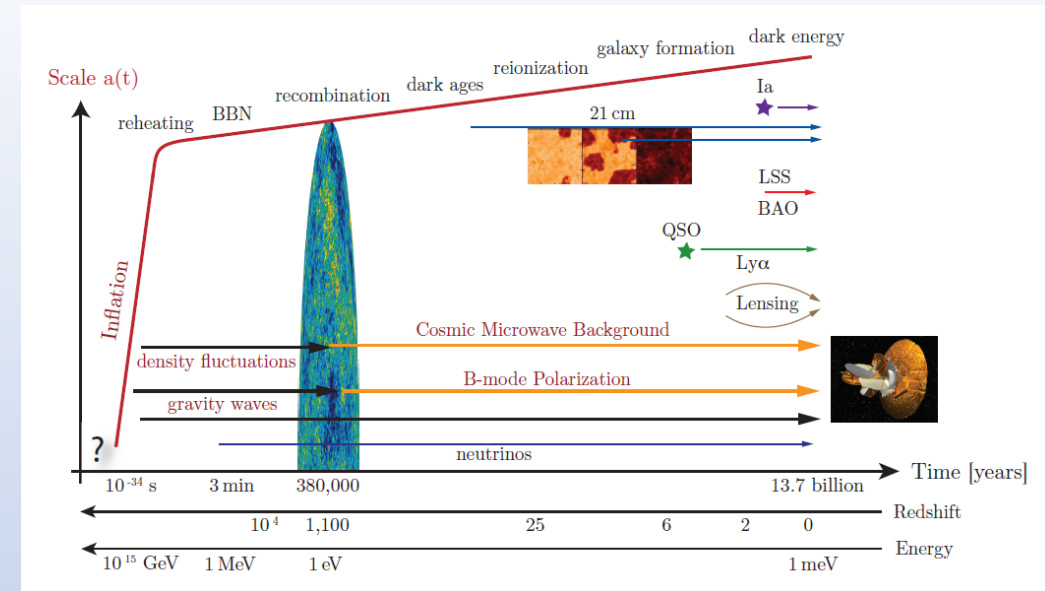 Scale a(t)
reheating
BBN
recombination
dark ages
reionization
galaxy formation
dark energy
Ia
21 cm
LSS
BAO
QSO
Lyα
Lensing
Inflation
Cosmic Microwave Background
density fluctuations
B-mode Polarization
gravity waves
?
neutrinos
Time [years]
10⁻³⁴ s 3 min 380,000 13.7 billion
Redshift
10⁴ 1,100 25 6 2 0
Energy
10¹⁵ GeV 1 MeV 1 eV 1 meV